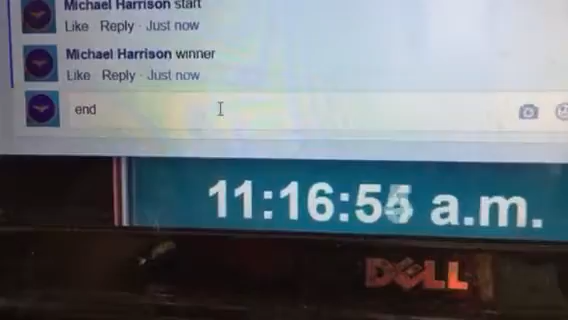 Michael Harrison start
Like Reply · Just now
Michael Harrison winner
Like Reply · Just now
end
11:16:55 a.m.
DELL